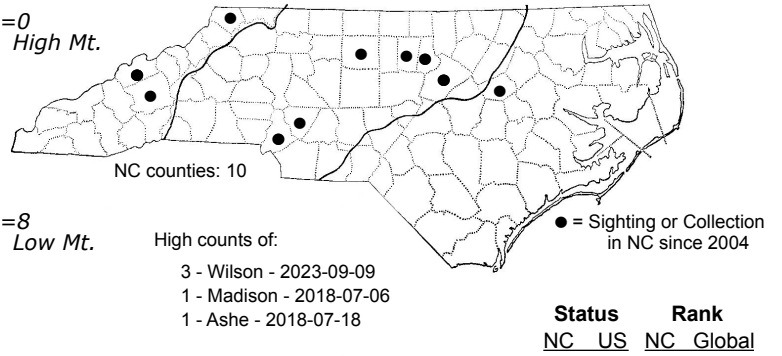 =0
High Mt.
NC counties: 10
=8
Low Mt.
● = Sighting or Collection
in NC since 2004
High counts of:
3 - Wilson - 2023-09-09
1 - Madison - 2018-07-06
1 - Ashe - 2018-07-18
Status Rank
NC US NC Global